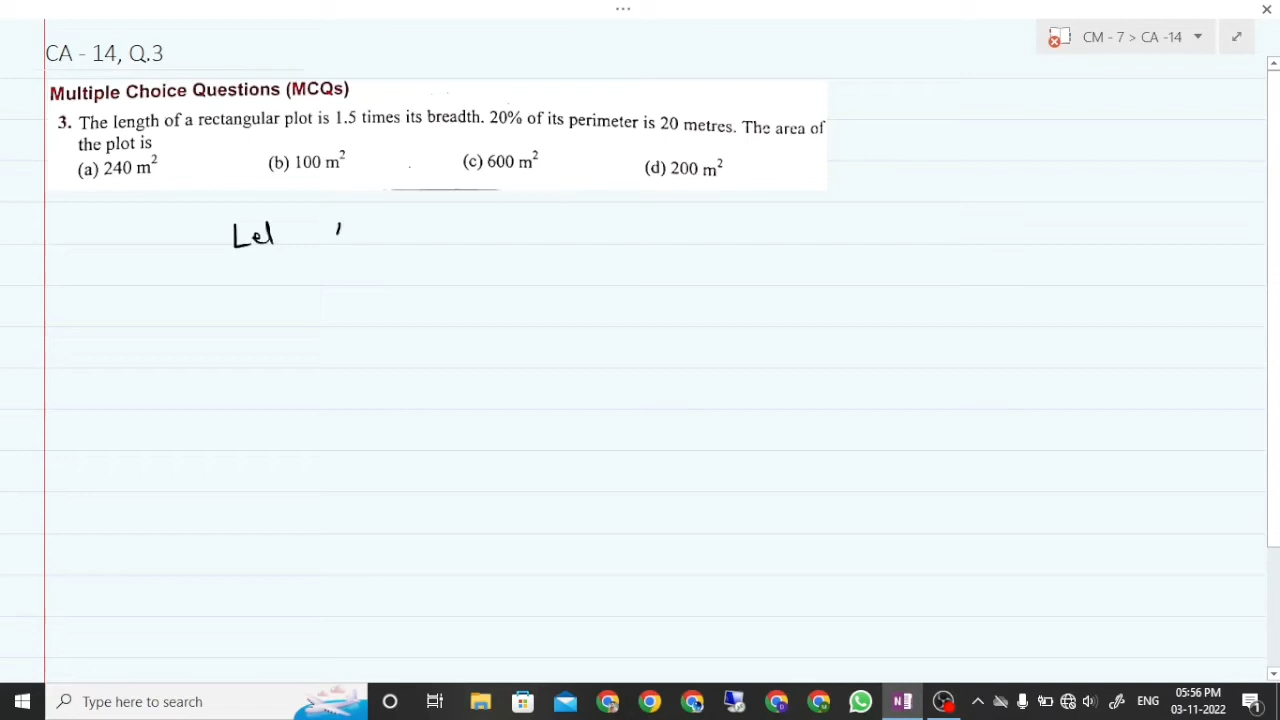 CA - 14, Q.3
CM - 7 > CA -14
Multiple Choice Questions (MCQs)
3. The length of a rectangular plot is 1.5 times its breadth. 20% of its perimeter is 20 metres. The area of
the plot is
(a) 240 m² (b) 100 m² (c) 600 m² (d) 200 m²
Let
Type here to search
ENG
05:56 PM
03-11-2022
1